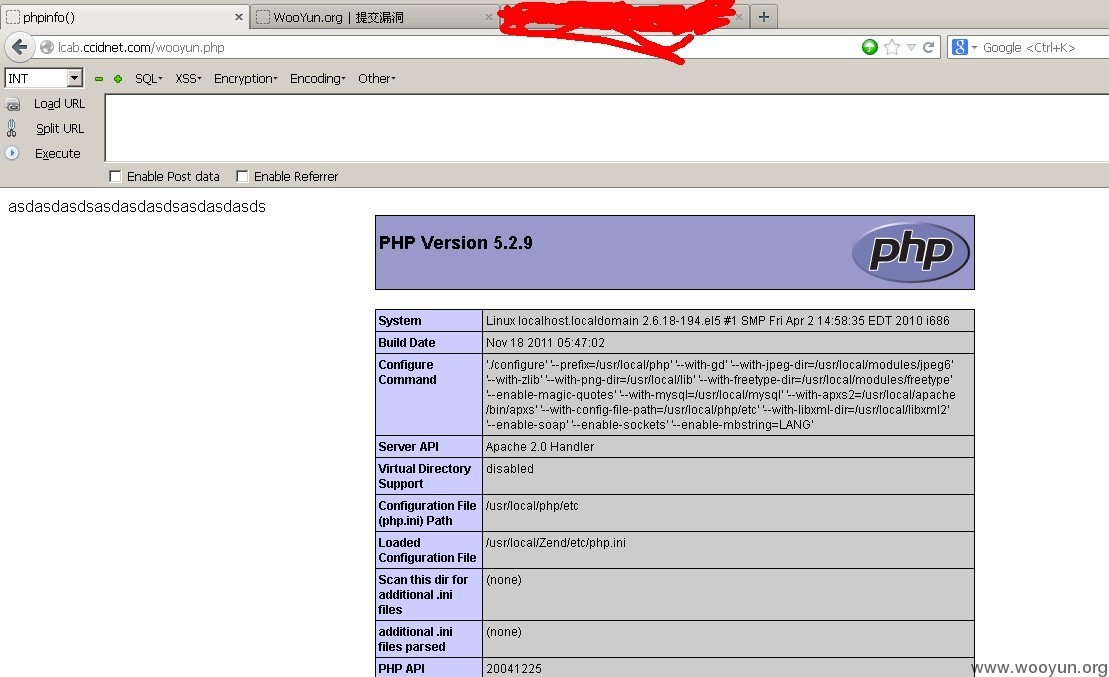 phpinfo()
WooYun.org | 提交漏洞
lcab.ccidnet.com/wooyun.php
Google <Ctrl+K>
INT
SQL
XSS
Encryption
Encoding
Other
Load URL
Split URL
Execute
Enable Post data
Enable Referrer
asdasdasdsasdasdasdsasdasdasds
PHP Version 5.2.9
php
System
Linux localhost.localdomain 2.6.18-194.el5 #1 SMP Fri Apr 2 14:58:35 EDT 2010 i686
Build Date
Nov 18 2011 05:47:02
Configure
Command
'./configure' '--prefix=/usr/local/php' '--with-gd' '--with-jpeg-dir=/usr/local/modules/jpeg6'
'--with-zlib' '--with-png-dir=/usr/local/lib' '--with-freetype-dir=/usr/local/modules/freetype'
'--enable-magic-quotes' '--with-mysql=/usr/local/mysql' '--with-apxs2=/usr/local/apache
/bin/apxs' '--with-config-file-path=/usr/local/php/etc' '--with-libxml-dir=/usr/local/libxml2'
'--enable-soap' '--enable-sockets' '--enable-mbstring=LANG'
Server API
Apache 2.0 Handler
Virtual Directory
Support
disabled
Configuration File
(php.ini) Path
/usr/local/php/etc
Loaded
Configuration File
/usr/local/Zend/etc/php.ini
Scan this dir for
additional .ini
files
(none)
additional .ini
files parsed
(none)
PHP API
20041225
www.wooyun.org